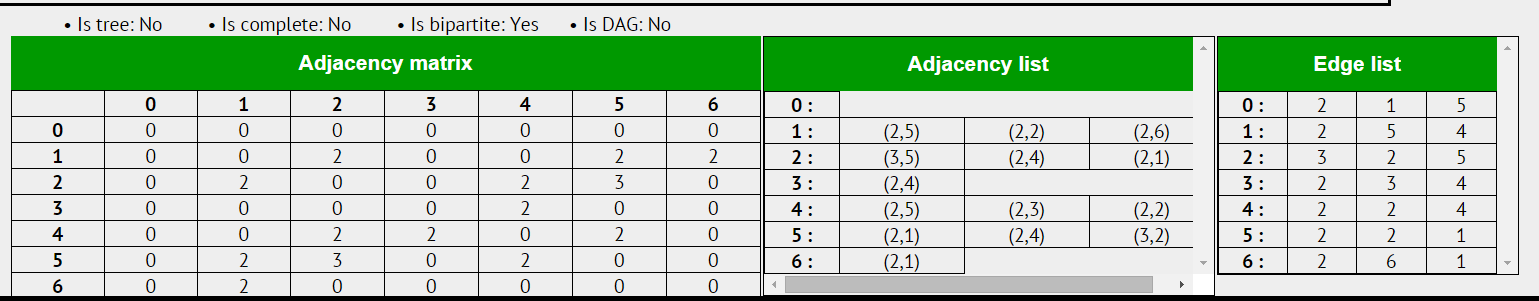 • Is tree: No • Is complete: No • Is bipartite: Yes • Is DAG: No
Adjacency matrix
0 1 2 3 4 5 6
0 0 0 0 0 0 0 0
1 0 0 2 0 0 2 2
2 0 2 0 0 2 3 0
3 0 0 0 0 2 0 0
4 0 0 2 2 0 2 0
5 0 2 3 0 2 0 0
6 0 2 0 0 0 0 0
Adjacency list
0 :
1 : (2,5) (2,2) (2,6)
2 : (3,5) (2,4) (2,1)
3 : (2,4)
4 : (2,5) (2,3) (2,2)
5 : (2,1) (2,4) (3,2)
6 : (2,1)
Edge list
0 : 2 1 5
1 : 2 5 4
2 : 3 2 5
3 : 2 3 4
4 : 2 2 4
5 : 2 2 1
6 : 2 6 1